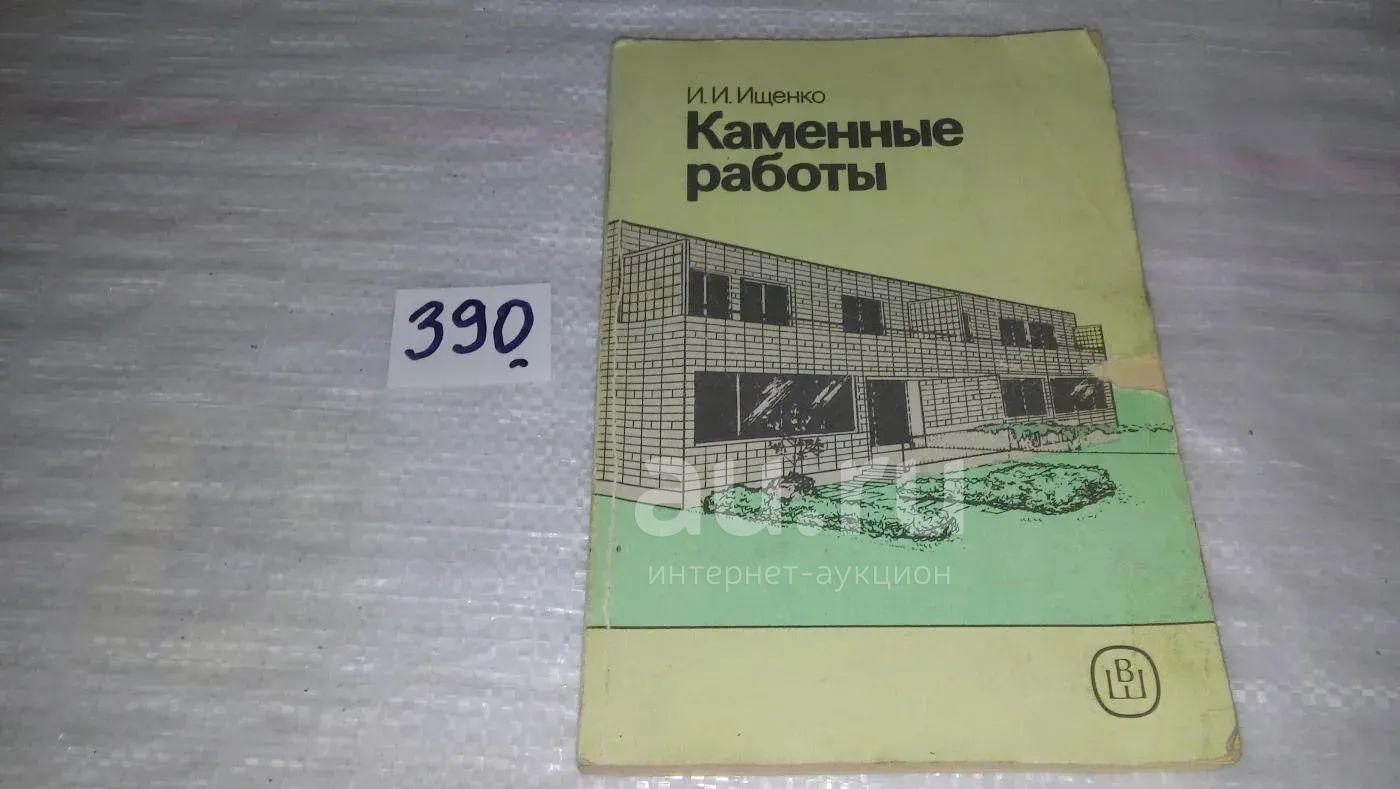 И. И. Ищенко
Каменные
работы
390
au.ru
интернет-аукцион
ВШ